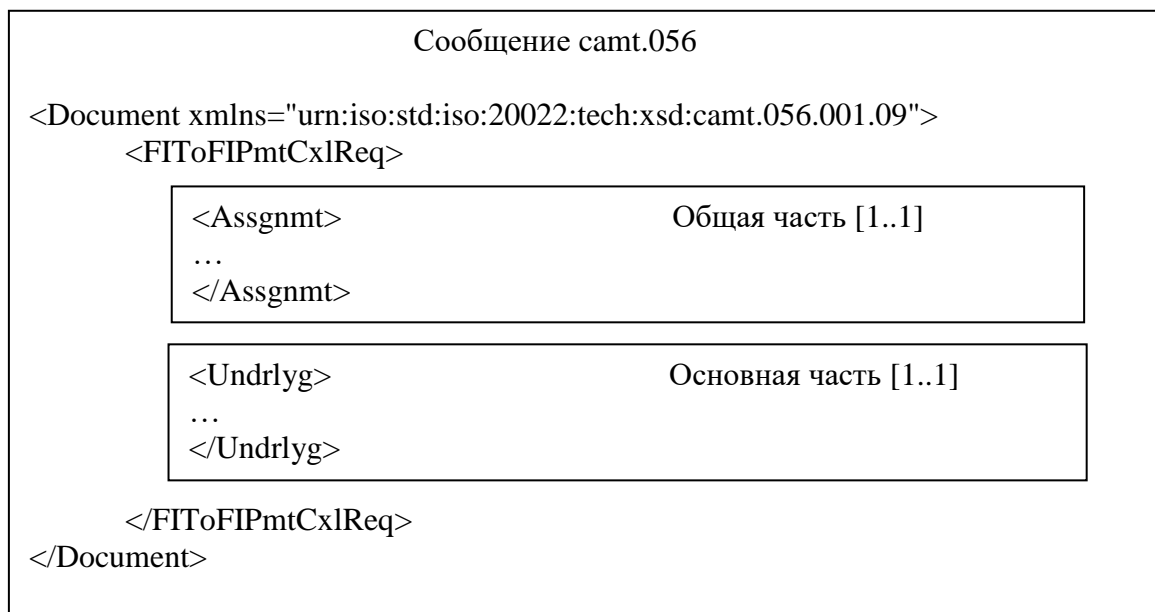 Сообщение camt.056
<Document xmlns="urn:iso:std:iso:20022:tech:xsd:camt.056.001.09">
<FIToFIPmtCxlReq>
<Assgnmt> Общая часть [1..1]
…
</Assgnmt>
<Undrlyg> Основная часть [1..1]
…
</Undrlyg>
</FIToFIPmtCxlReq>
</Document>